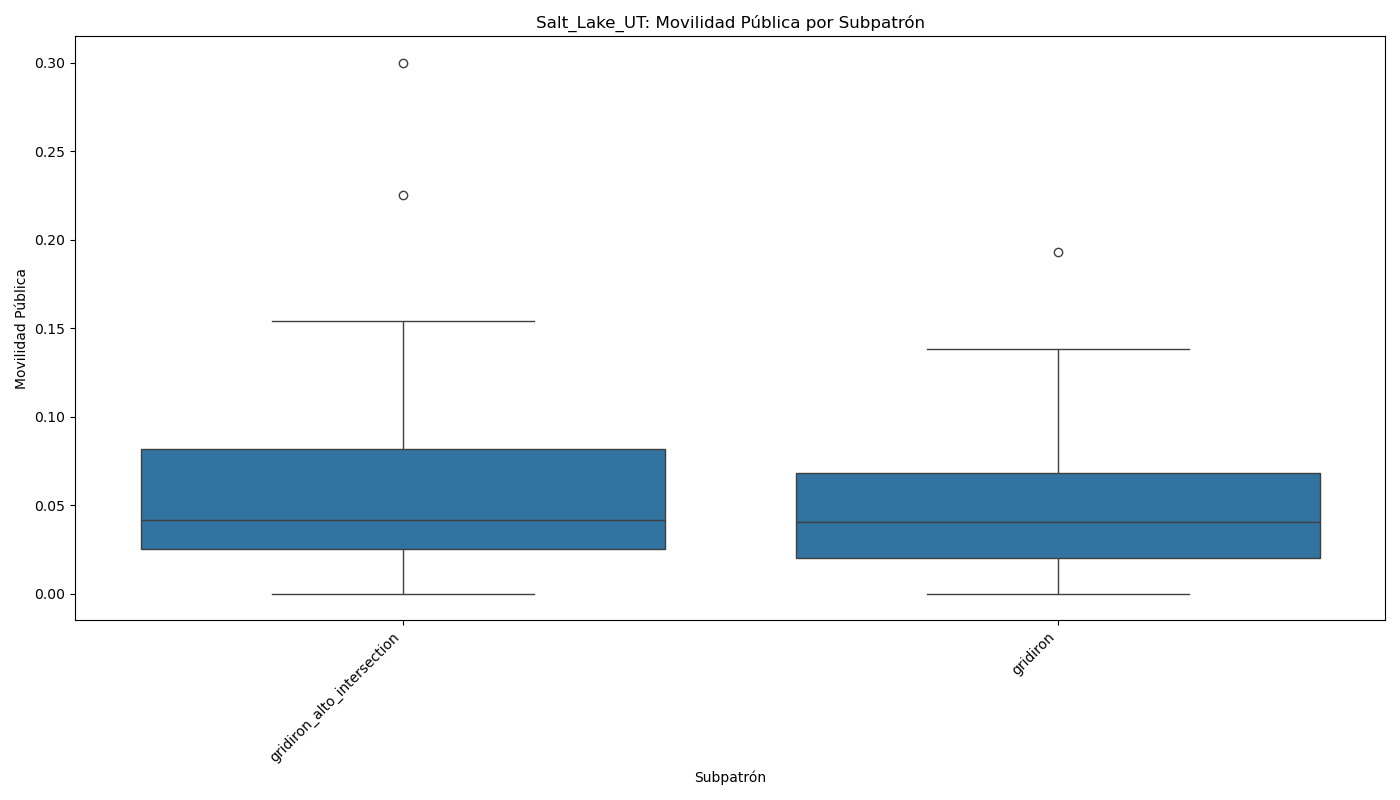 Salt_Lake_UT: Movilidad Pública por Subpatrón
0.30
0.25
0.20
0.15
0.10
0.05
0.00
Movilidad Pública
gridiron_alto_intersection
gridiron
Subpatrón